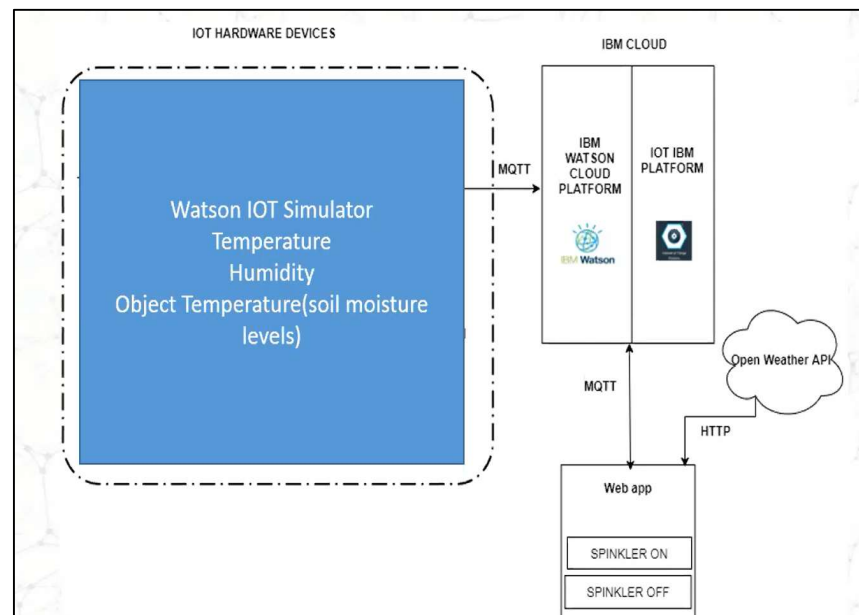 IOT HARDWARE DEVICES
IBM CLOUD
Watson IOT Simulator
Temperature
Humidity
Object Temperature(soil moisture
levels)
MQTT
IBM
WATSON
CLOUD
PLATFORM
IBM Watson
IOT IBM
PLATFORM
Open Weather API
MQTT
HTTP
Web app
SPINKLER ON
SPINKLER OFF